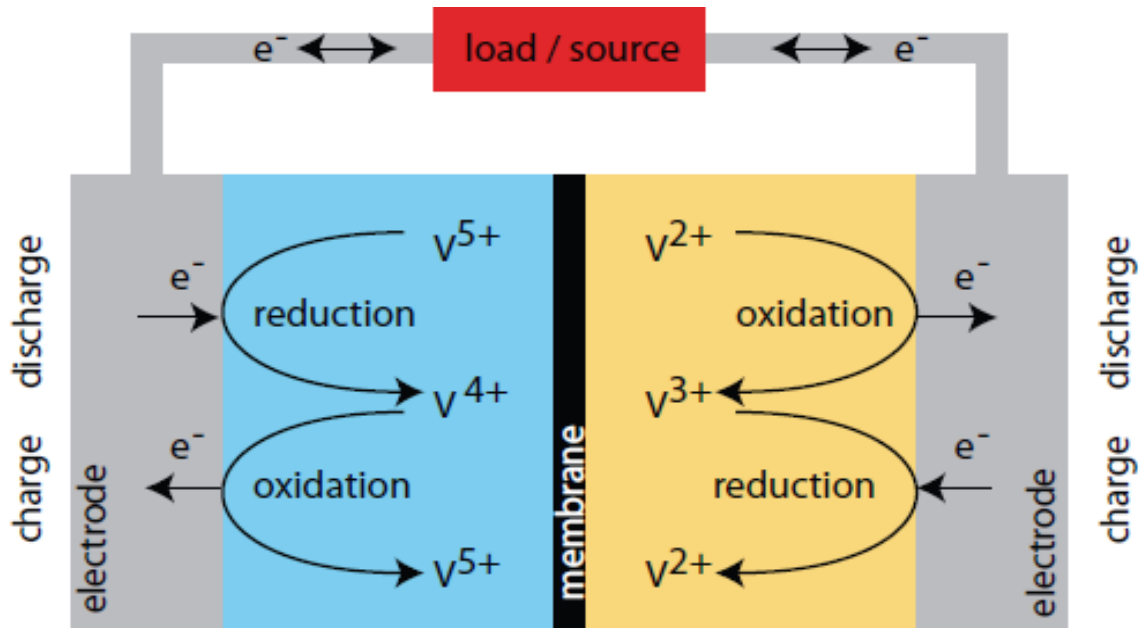 e- load / source e-
discharge
e-
V5+
reduction
V4+
charge
e-
oxidation
V5+
electrode
membrane
V2+
oxidation
e-
V3+
reduction
e-
V2+
electrode
discharge
charge